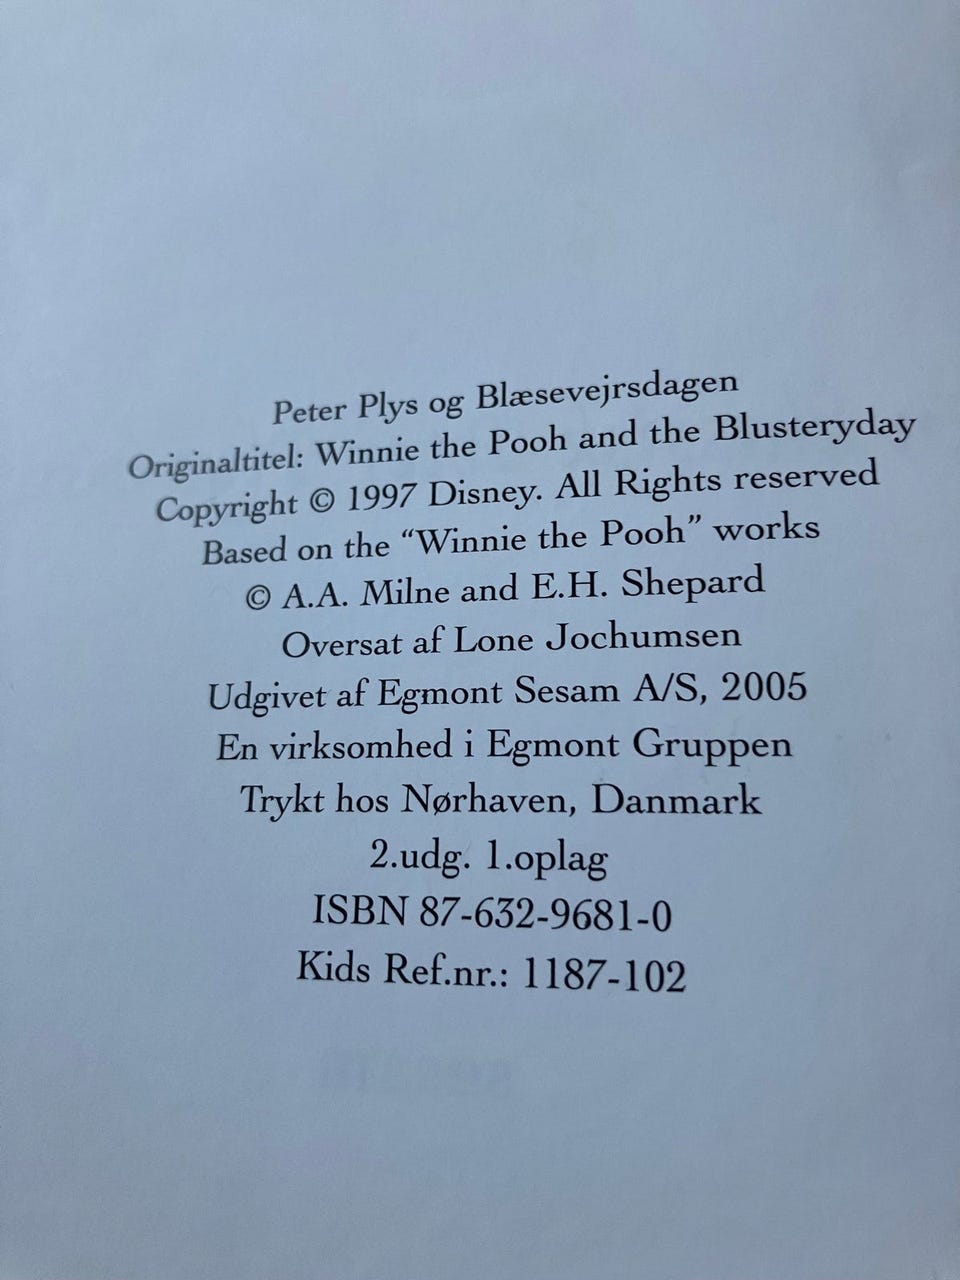 Peter Plys og Blæsevejrsdagen
Originaltitel: Winnie the Pooh and the Blusteryday
Copyright © 1997 Disney. All Rights reserved
Based on the “Winnie the Pooh” works
© A.A. Milne and E.H. Shepard
Oversat af Lone Jochumsen
Udgivet af Egmont Sesam A/S, 2005
En virksomhed i Egmont Gruppen
Trykt hos Nørhaven, Danmark
2.udg. 1.oplag
ISBN 87-632-9681-0
Kids Ref.nr.: 1187-102